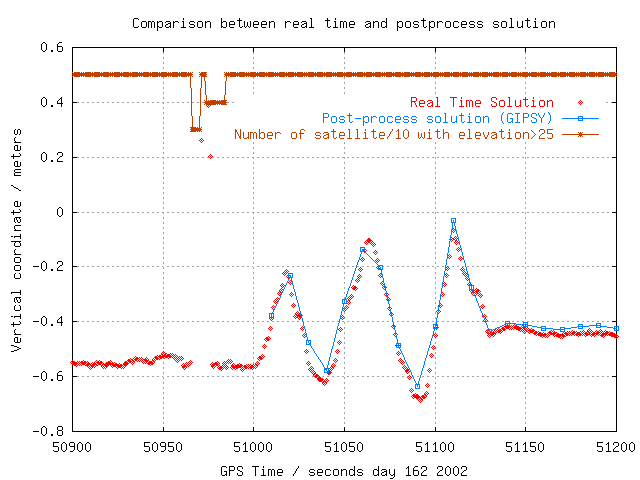 Comparison between real time and postprocess solution
0.6
0.4
0.2
0
-0.2
-0.4
-0.6
-0.8
Vertical coordinate / meters
Real Time Solution
Post-process solution (GIPSY)
Number of satellite/10 with elevation>25
50900 50950 51000 51050 51100 51150 51200
GPS Time / seconds day 162 2002